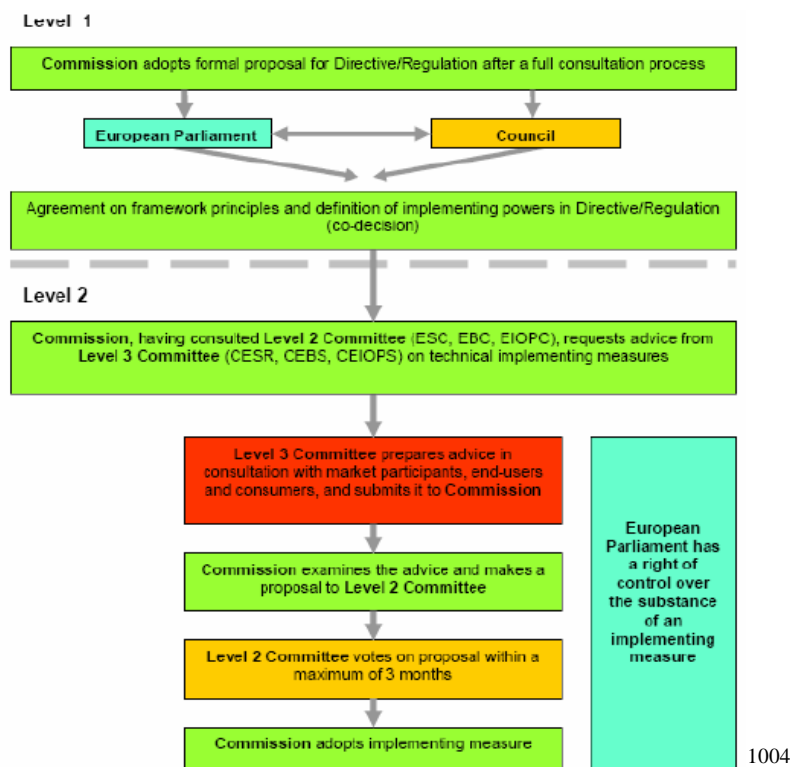 Level 1
Commission adopts formal proposal for Directive/Regulation after a full consultation process
European Parliament
Council
Agreement on framework principles and definition of implementing powers in Directive/Regulation
(co-decision)
Level 2
Commission, having consulted Level 2 Committee (ESC, EBC, EIOPC), requests advice from
Level 3 Committee (CESR, CEBS, CEIOPS) on technical implementing measures
Level 3 Committee prepares advice in
consultation with market participants, end-users
and consumers, and submits it to Commission
European
Parliament has
a right of
control over
the substance
of an
implementing
measure
Commission examines the advice and makes a
proposal to Level 2 Committee
Level 2 Committee votes on proposal within a
maximum of 3 months
Commission adopts implementing measure
1004